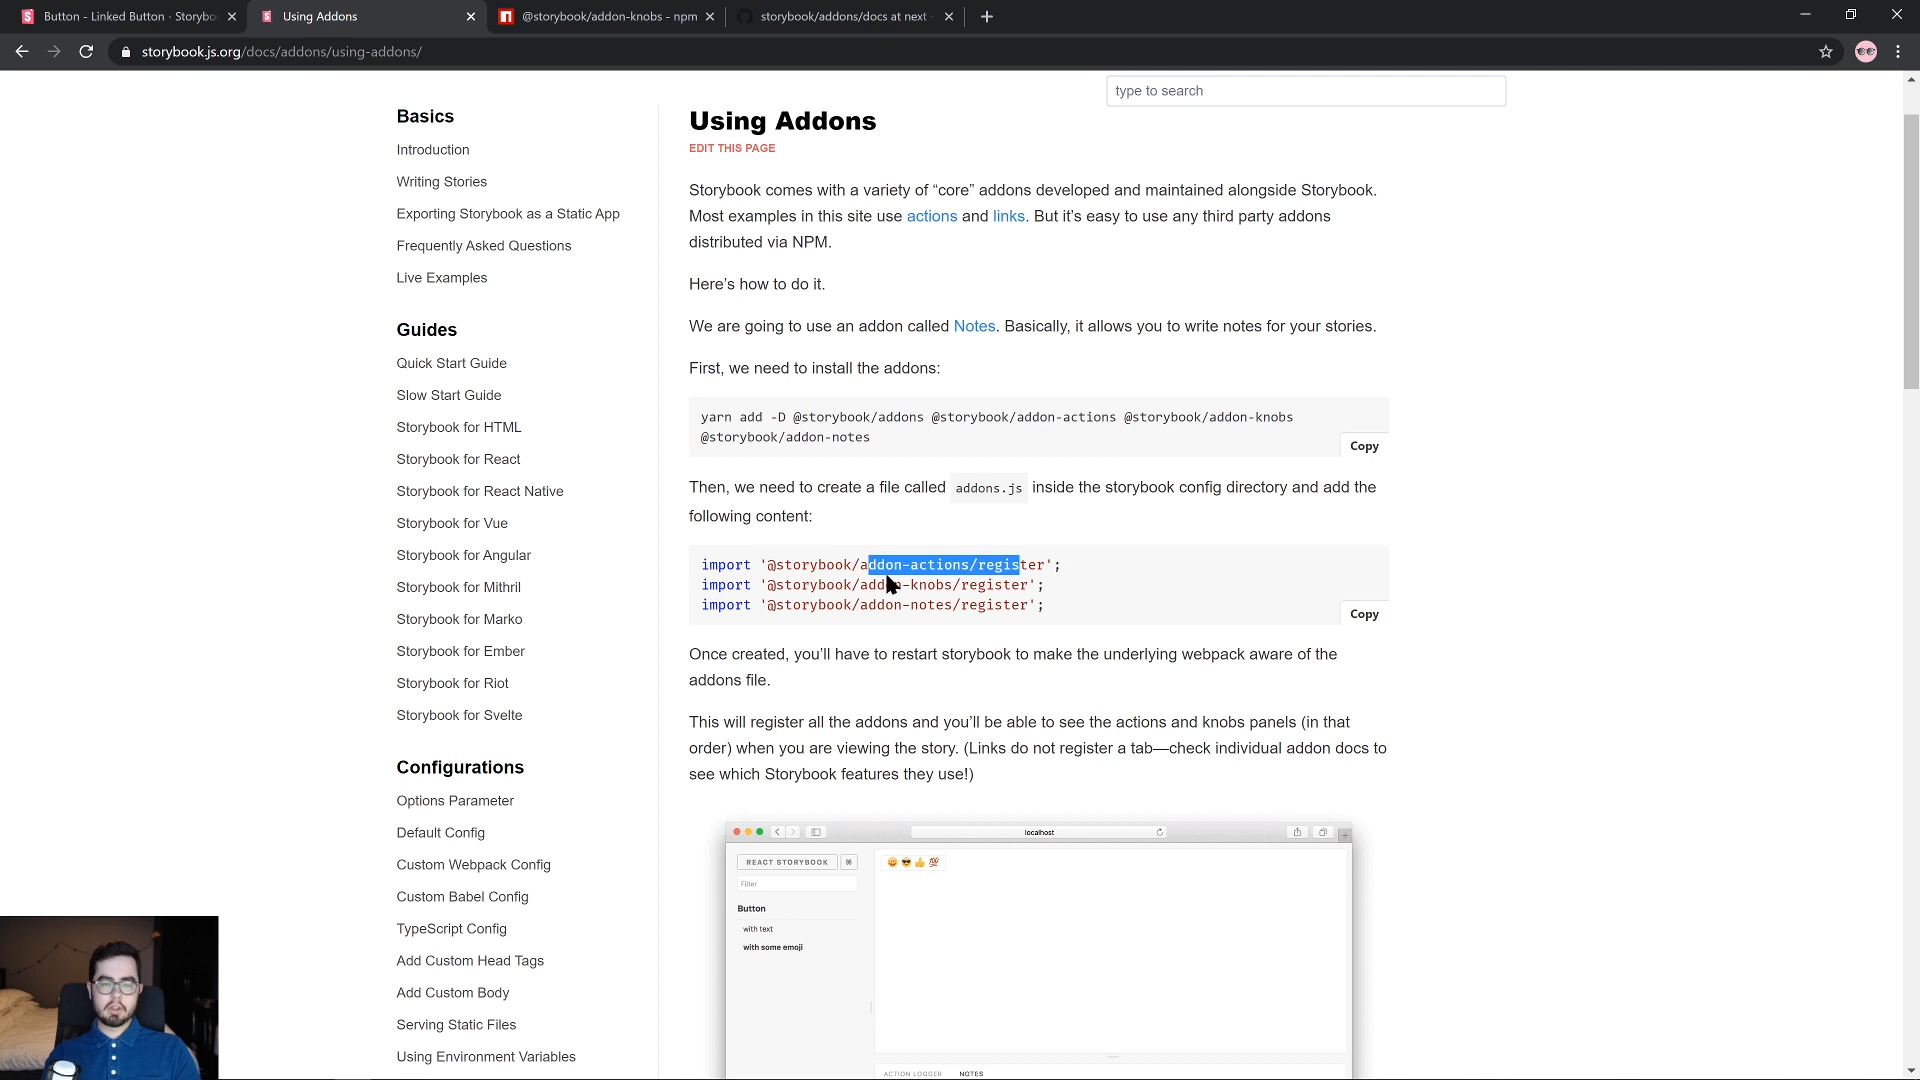 Button - Linked Button · Storybo
Using Addons
@storybook/addon-knobs - npm
storybook/addons/docs at next ·
storybook.js.org/docs/addons/using-addons/
type to search
Basics
Introduction
Writing Stories
Exporting Storybook as a Static App
Frequently Asked Questions
Live Examples
Guides
Quick Start Guide
Slow Start Guide
Storybook for HTML
Storybook for React
Storybook for React Native
Storybook for Vue
Storybook for Angular
Storybook for Mithril
Storybook for Marko
Storybook for Ember
Storybook for Riot
Storybook for Svelte
Configurations
Options Parameter
Default Config
Custom Webpack Config
Custom Babel Config
TypeScript Config
Add Custom Head Tags
Add Custom Body
Serving Static Files
Using Environment Variables
Using Addons
EDIT THIS PAGE
Storybook comes with a variety of “core” addons developed and maintained alongside Storybook.
Most examples in this site use actions and links. But it’s easy to use any third party addons
distributed via NPM.
Here’s how to do it.
We are going to use an addon called Notes. Basically, it allows you to write notes for your stories.
First, we need to install the addons:
yarn add -D @storybook/addons @storybook/addon-actions @storybook/addon-knobs
@storybook/addon-notes
Copy
Then, we need to create a file called addons.js inside the storybook config directory and add the
following content:
import '@storybook/addon-actions/register';
import '@storybook/addon-knobs/register';
import '@storybook/addon-notes/register';
Copy
Once created, you’ll have to restart storybook to make the underlying webpack aware of the
addons file.
This will register all the addons and you’ll be able to see the actions and knobs panels (in that
order) when you are viewing the story. (Links do not register a tab—check individual addon docs to
see which Storybook features they use!)
localhost
REACT STORYBOOK
⌘
Filter
Button
with text
with some emoji
😀 😎 👍 💯
ACTION LOGGER NOTES